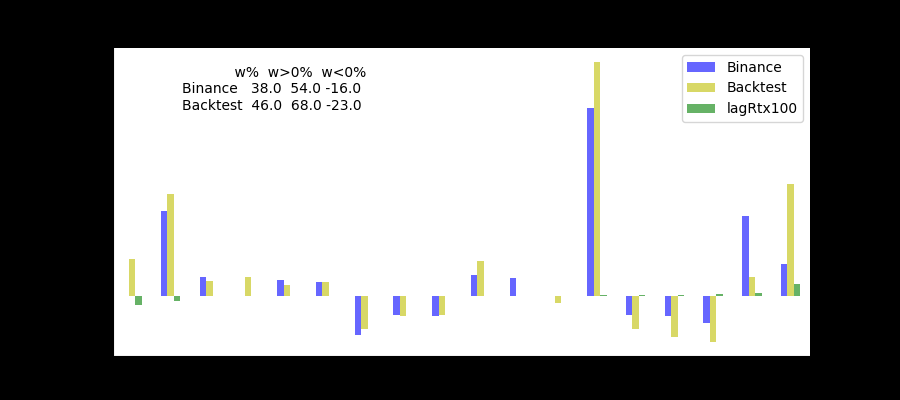 w% w>0% w<0%
Binance 38.0 54.0 -16.0
Backtest 46.0 68.0 -23.0
Binance
Backtest
lagRtx100